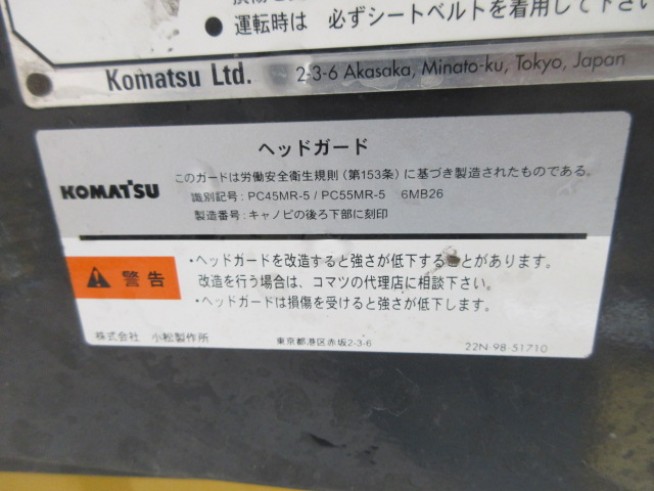 ● 運転時は 必ずシートベルトを着用して下さい
Komatsu Ltd. 2-3-6 Akasaka, Minato-ku, Tokyo, Japan
ヘッドガード
KOMATSU
このガードは労働安全衛生規則（第153条）に基づき製造されたものである。
識別記号：PC45MR-5 / PC55MR-5 6MB26
製造番号：キャノピの後ろ下部に刻印
警告
・ヘッドガードを改造すると強さが低下することがあります。
改造を行う場合は、コマツの代理店に相談下さい。
・ヘッドガードは損傷を受けると強さが低下します。
株式会社 小松製作所 東京都港区赤坂2-3-6 22N-98-51710